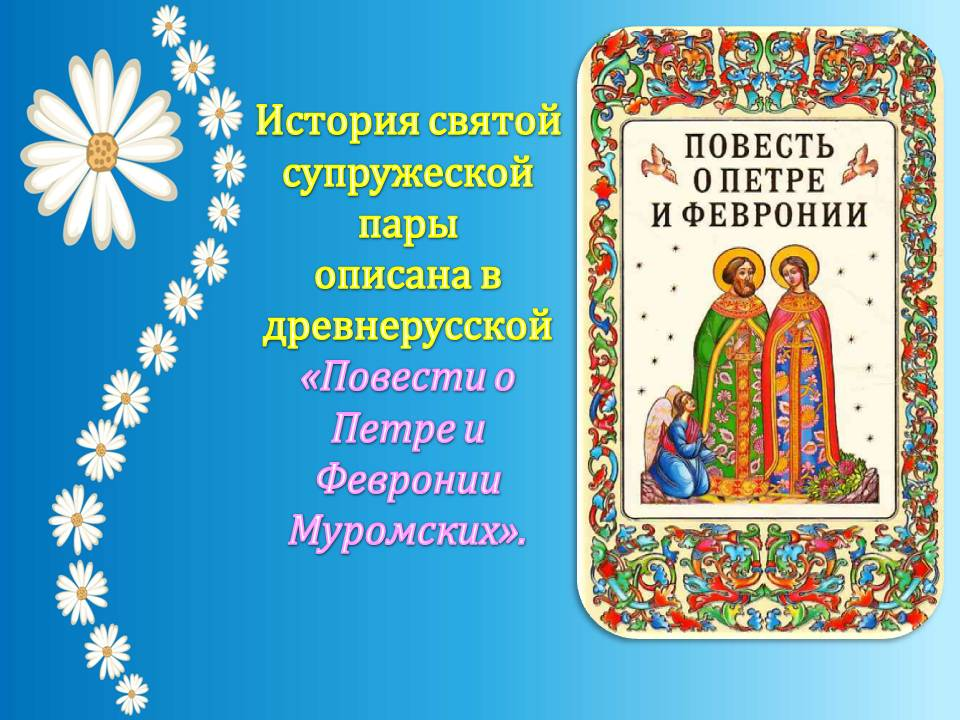 История святой
супружеской
пары
описана в
древнерусской
«Повести о
Петре и
Февронии
Муромских».
ПОВЕСТЬ
О ПЕТРЕ
И ФЕВРОНИИ